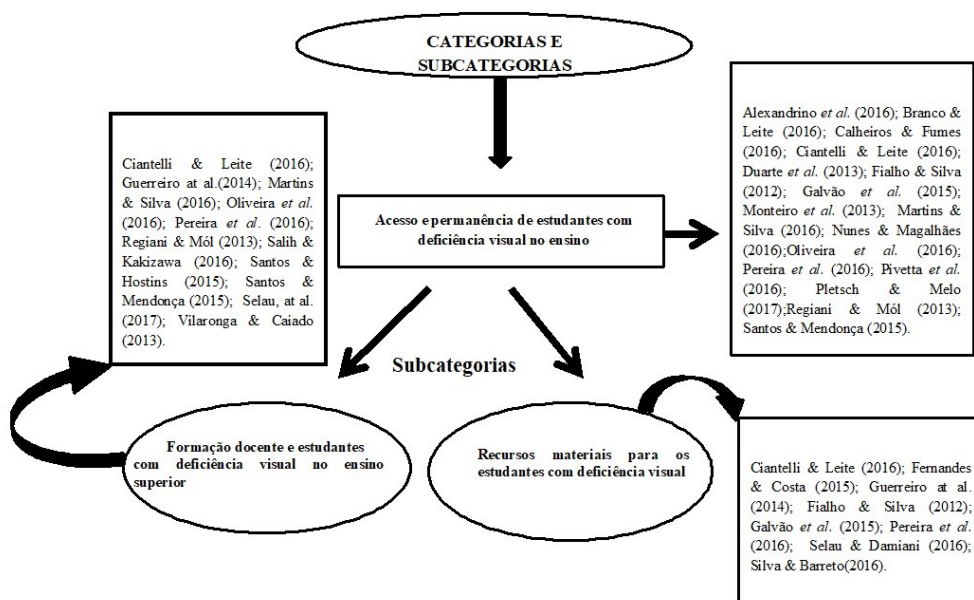 CATEGORIAS E
SUBCATEGORIAS
Ciantelli & Leite (2016);
Guerreiro at al.(2014); Martins
& Silva (2016); Oliveira et al.
(2016); Pereira et al. (2016);
Regiani & Mól (2013); Salih &
Kakizawa (2016); Santos &
Hostins (2015); Santos &
Mendonça (2015); Selau, at al.
(2017); Vilaronga & Caiado
(2013).
Acesso e permanência de estudantes com
deficiência visual no ensino
Alexandrino et al. (2016); Branco &
Leite (2016); Calheiros & Fumes
(2016); Ciantelli & Leite (2016);
Duarte et al. (2013); Fialho & Silva
(2012); Galvão et al. (2015);
Monteiro et al. (2013); Martins &
Silva (2016); Nunes & Magalhães
(2016);Oliveira et al. (2016);
Pereira et al. (2016); Pivetta et al.
(2016); Pletsch & Melo
(2017);Regiani & Mól (2013);
Santos & Mendonça (2015).
Subcategorias
Formação docente e estudantes
com deficiência visual no ensino
superior
Recursos materiais para os
estudantes com deficiência visual
Ciantelli & Leite (2016); Fernandes
& Costa (2015); Guerreiro at al.
(2014); Fialho & Silva (2012);
Galvão et al. (2015); Pereira et al.
(2016); Selau & Damiani (2016);
Silva & Barreto(2016).